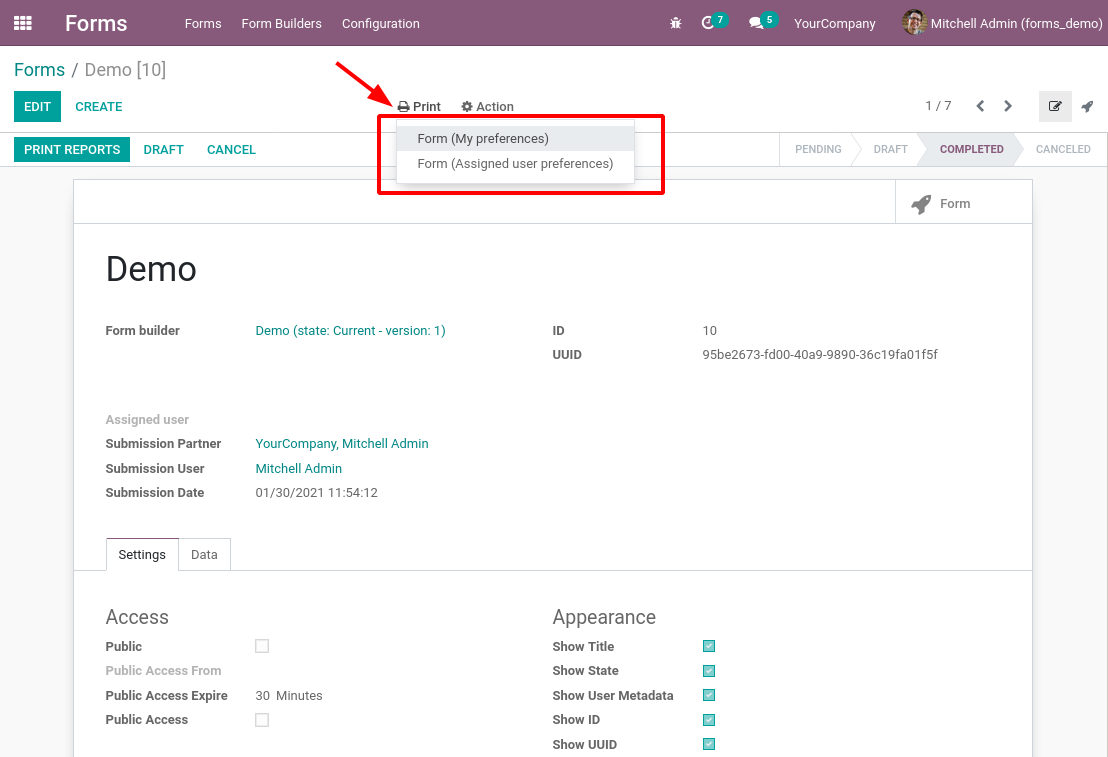 Forms Forms Form Builders Configuration 7 5 YourCompany Mitchell Admin (forms_demo)
Forms / Demo [10]
EDIT CREATE Print Action 1 / 7
Form (My preferences)
Form (Assigned user preferences)
PRINT REPORTS DRAFT CANCEL PENDING DRAFT COMPLETED CANCELED
Form
Demo
Form builder Demo (state: Current - version: 1) ID 10
UUID 95be2673-fd00-40a9-9890-36c19fa01f5f
Assigned user
Submission Partner YourCompany, Mitchell Admin
Submission User Mitchell Admin
Submission Date 01/30/2021 11:54:12
Settings Data
Access Appearance
Public Show Title
Public Access From Show State
Public Access Expire 30 Minutes Show User Metadata
Public Access Show ID
Show UUID